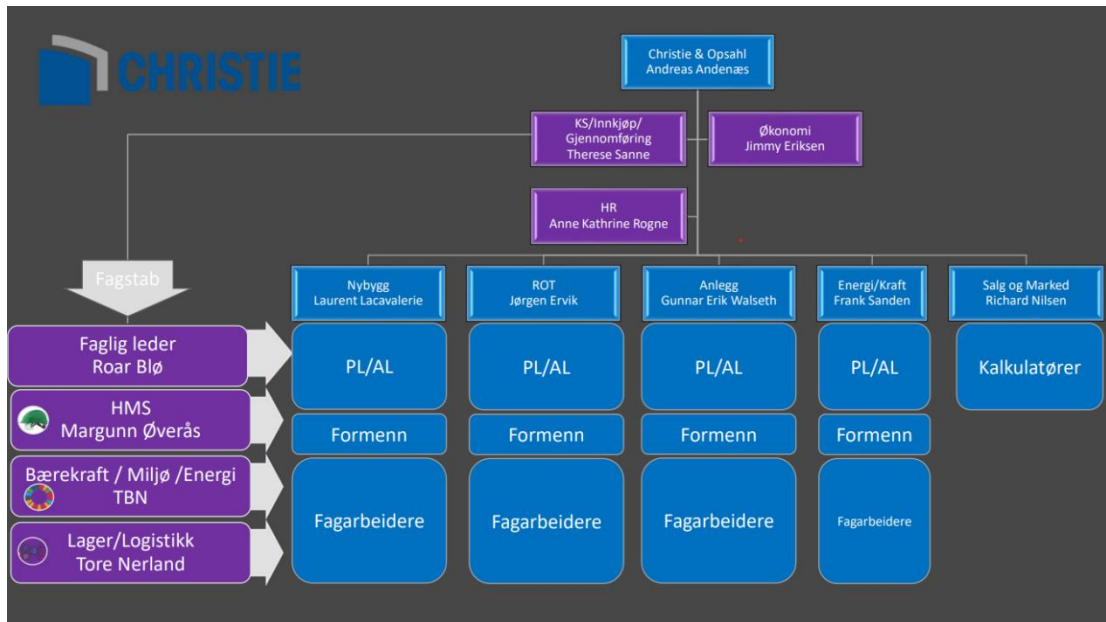 CHRISTIE
Christie & Opsahl
Andreas Andenæs
KS/Innkjøp/
Gjennomføring
Therese Sanne
Økonomi
Jimmy Eriksen
HR
Anne Kathrine Rogne
Fagstab
Nybygg
Laurent Lacavalerie
ROT
Jørgen Ervik
Anlegg
Gunnar Erik Walseth
Energi/Kraft
Frank Sanden
Salg og Marked
Richard Nilsen
Faglig leder
Roar Blø
PL/AL
PL/AL
PL/AL
PL/AL
Kalkulatører
HMS
Margunn Øverås
Formenn
Formenn
Formenn
Formenn
Bærekraft / Miljø /Energi
TBN
Fagarbeidere
Fagarbeidere
Fagarbeidere
Fagarbeidere
Lager/Logistikk
Tore Nerland